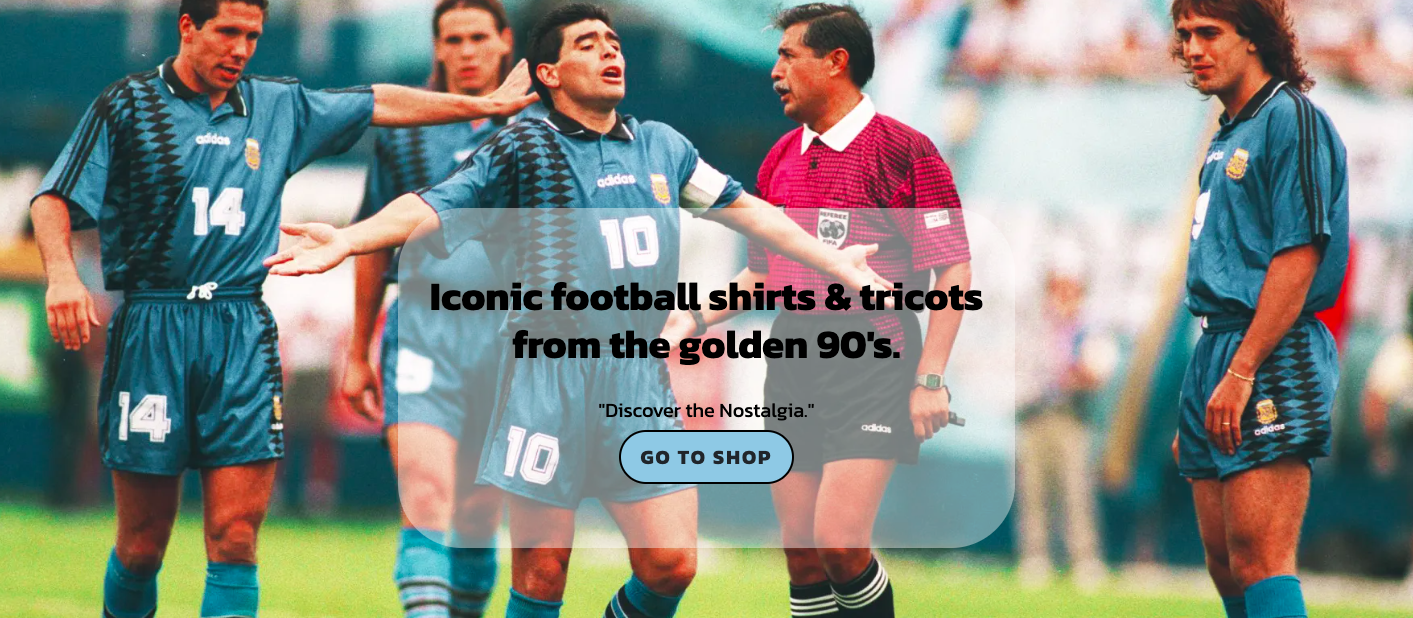 adidas
adidas
adidas
14
10
REFEREE
FIFA
9
Iconic football shirts & tricots
from the golden 90's.
"Discover the Nostalgia."
GO TO SHOP
14
10
adidas
adidas